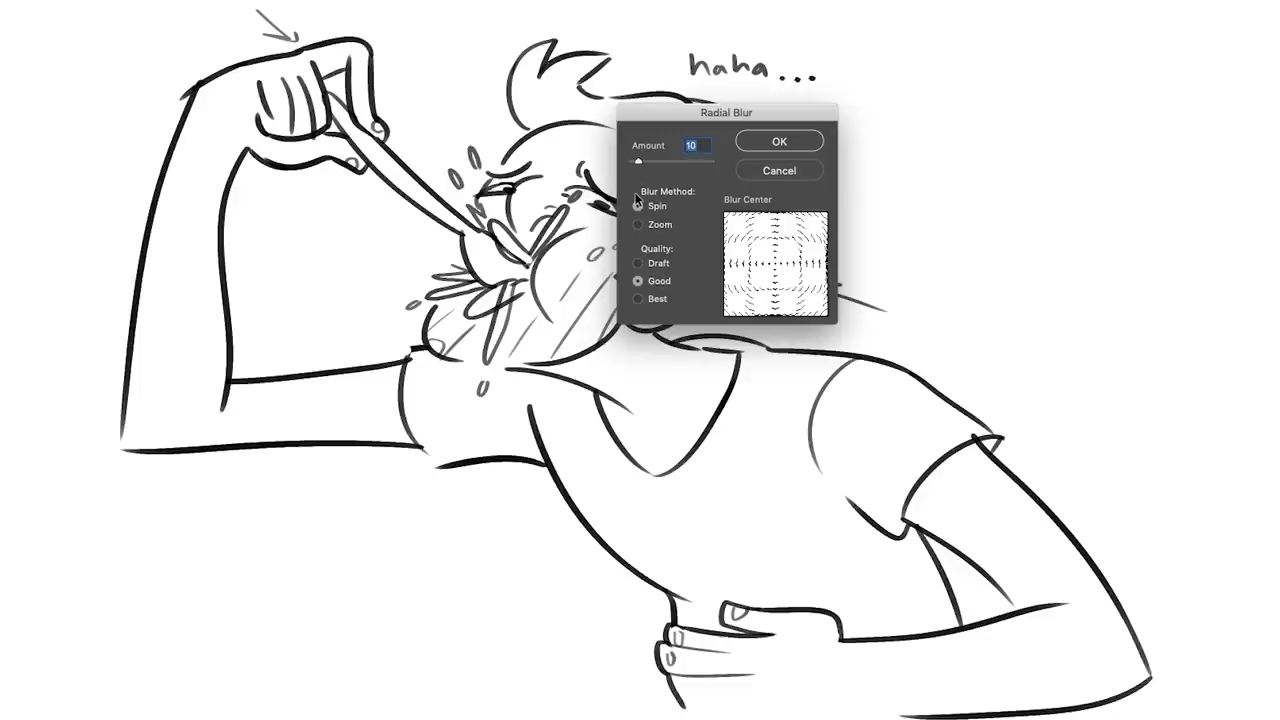 haha...
Radial Blur
Amount 10
OK
Cancel
Blur Method:
Spin
Zoom
Blur Center
Quality:
Draft
Good
Best